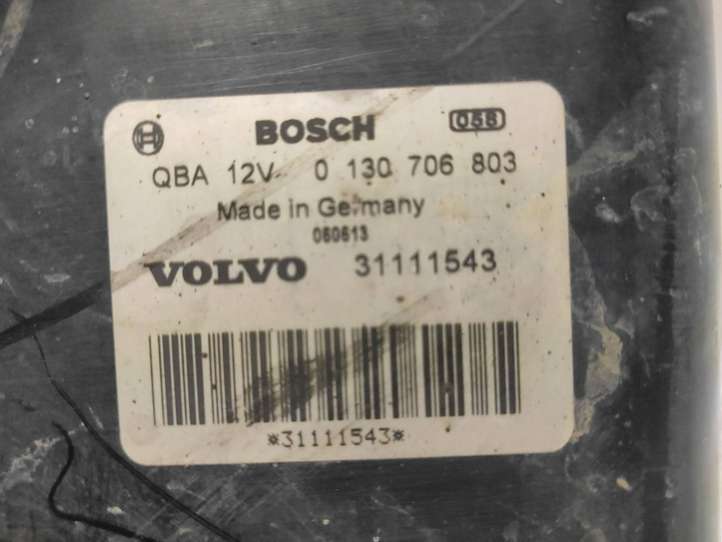 BOSCH 058
QBA 12V 0 130 706 803
Made in Germany
060613
VOLVO 31111543
*31111543*